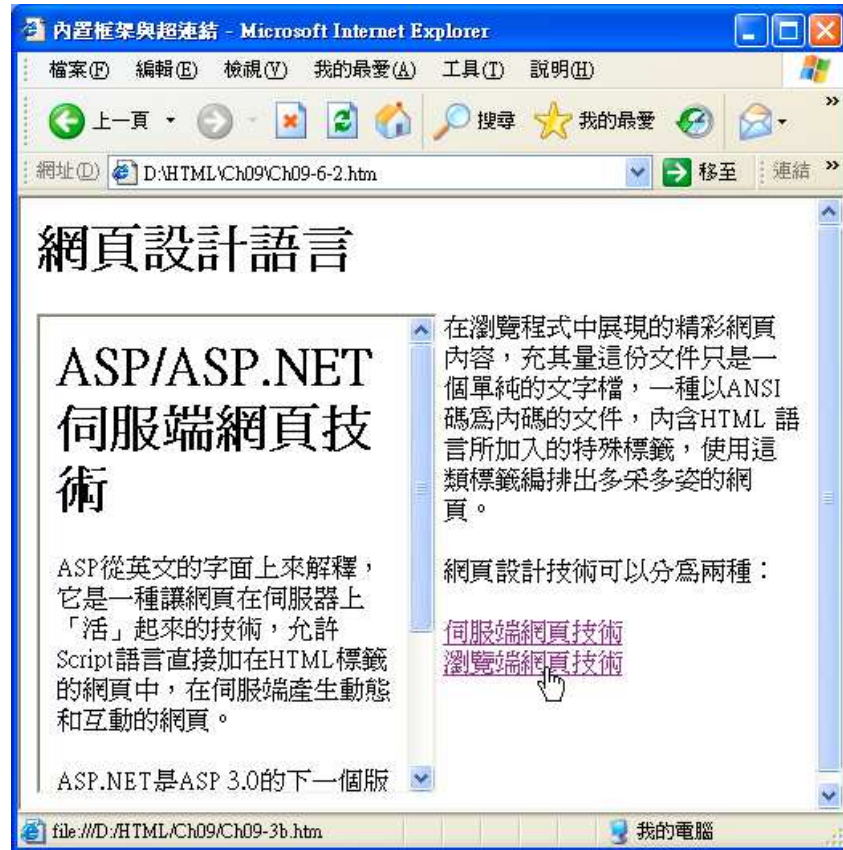 內置框架與超連結 - Microsoft Internet Explorer
檔案(F) 編輯(E) 檢視(V) 我的最愛(A) 工具(T) 說明(H)
上一頁 搜尋 我的最愛 »
網址(D) D:\HTML\Ch09\Ch09-6-2.htm 移至 連結 »
網頁設計語言
ASP/ASP.NET
伺服端網頁技
術
ASP從英文的字面上來解釋，
它是一種讓網頁在伺服器上
「活」起來的技術，允許
Script語言直接加在HTML標籤
的網頁中，在伺服端產生動態
和互動的網頁。
ASP.NET是ASP 3.0的下一個版
在瀏覽程式中展現的精彩網頁
內容，充其量這份文件只是一
個單純的文字檔，一種以ANSI
碼為內碼的文件，內含HTML 語
言所加入的特殊標籤，使用這
類標籤編排出多采多姿的網
頁。
網頁設計技術可以分為兩種：
伺服端網頁技術
瀏覽端網頁技術
file:///D:/HTML/Ch09/Ch09-3b.htm 我的電腦